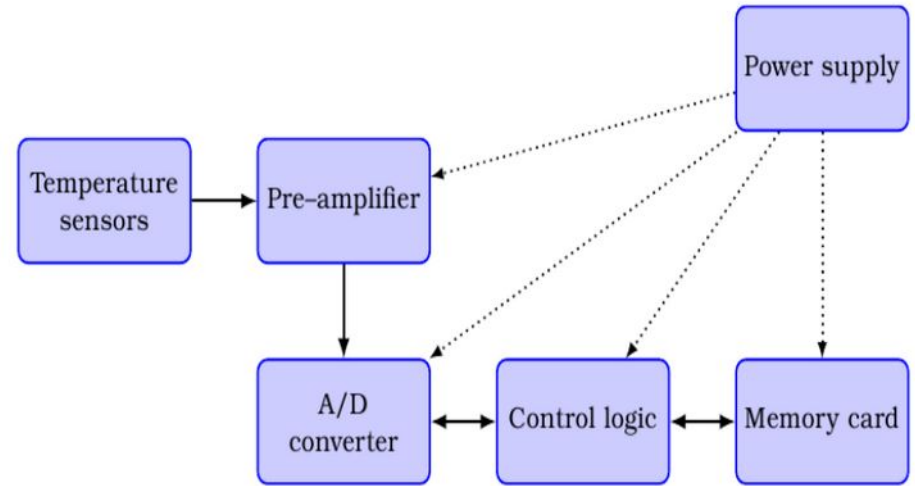 Power supply
Temperature
sensors
Pre–amplifier
A/D
converter
Control logic
Memory card